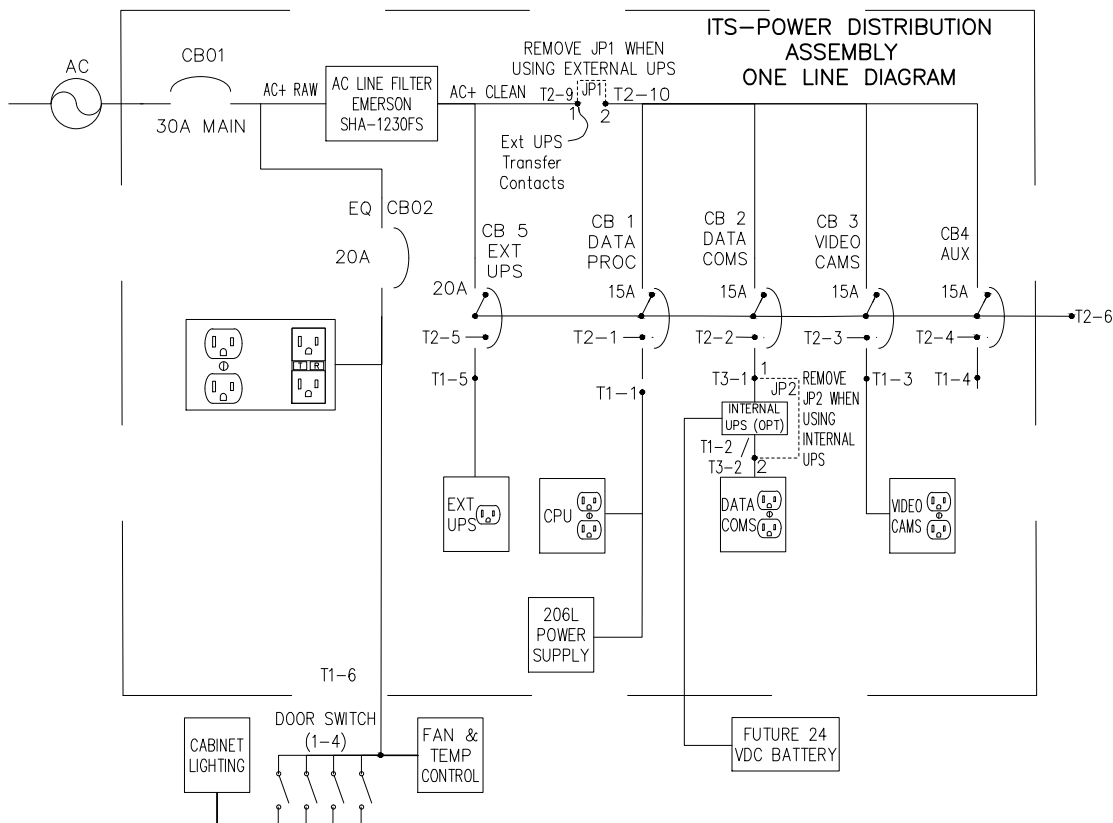 ITS-POWER DISTRIBUTION
ASSEMBLY
ONE LINE DIAGRAM
AC
CB01
30A MAIN
AC+ RAW
AC LINE FILTER
EMERSON
SHA-1230FS
AC+ CLEAN
REMOVE JP1 WHEN
USING EXTERNAL UPS
T2-9
JP1
T2-10
1
2
Ext UPS
Transfer
Contacts
EQ
CB02
20A
CB 5
EXT
UPS
20A
CB 1
DATA
PROC
15A
CB 2
DATA
COMS
15A
CB 3
VIDEO
CAMS
15A
CB4
AUX
15A
T2-6
T2-5
T2-1
T2-2
T2-3
T2-4
T1-5
T1-1
T3-1
1
T1-3
T1-4
JP2
REMOVE
JP2 WHEN
USING
INTERNAL
UPS
INTERNAL
UPS (OPT)
T1-2
T3-2
2
T
R
EXT
UPS
CPU
DATA
COMS
VIDEO
CAMS
206L
POWER
SUPPLY
T1-6
CABINET
LIGHTING
DOOR SWITCH
(1-4)
FAN &
TEMP
CONTROL
FUTURE 24
VDC BATTERY